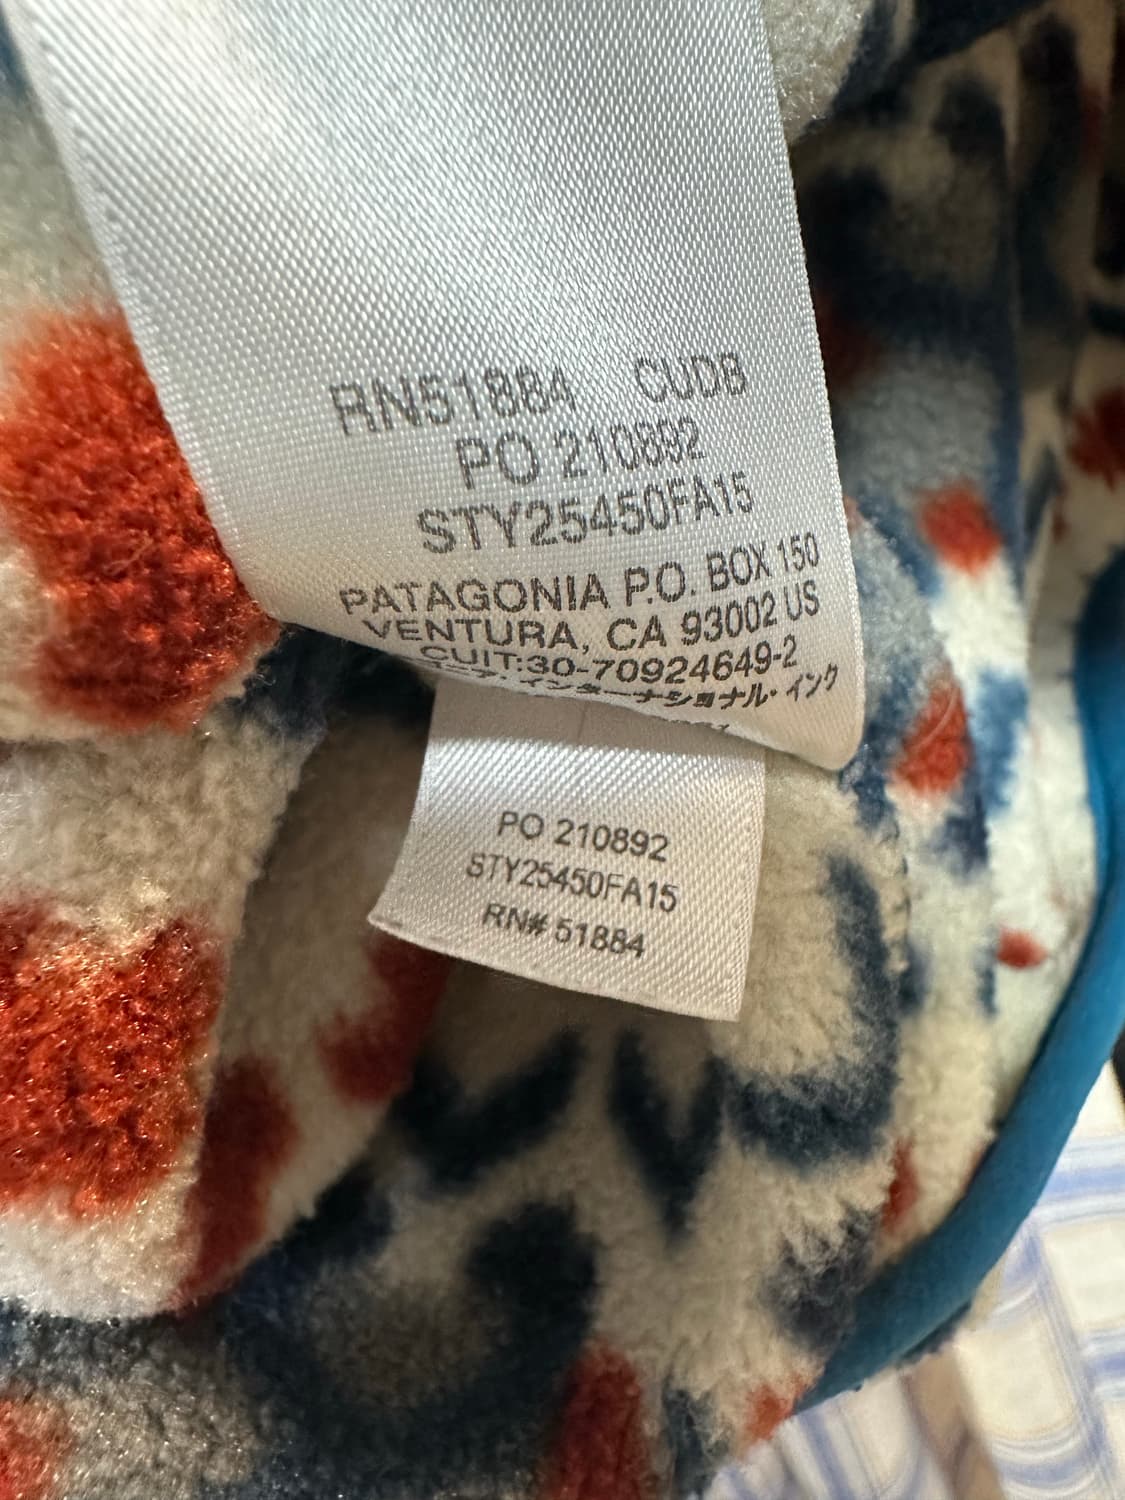 RN51884 CUDB
PO 210892
STY25450FA15
PATAGONIA P.O. BOX 150
VENTURA, CA 93002 US
CUIT:30-70924649-2
インターナショナル・インク
PO 210892
STY25450FA15
RN# 51884